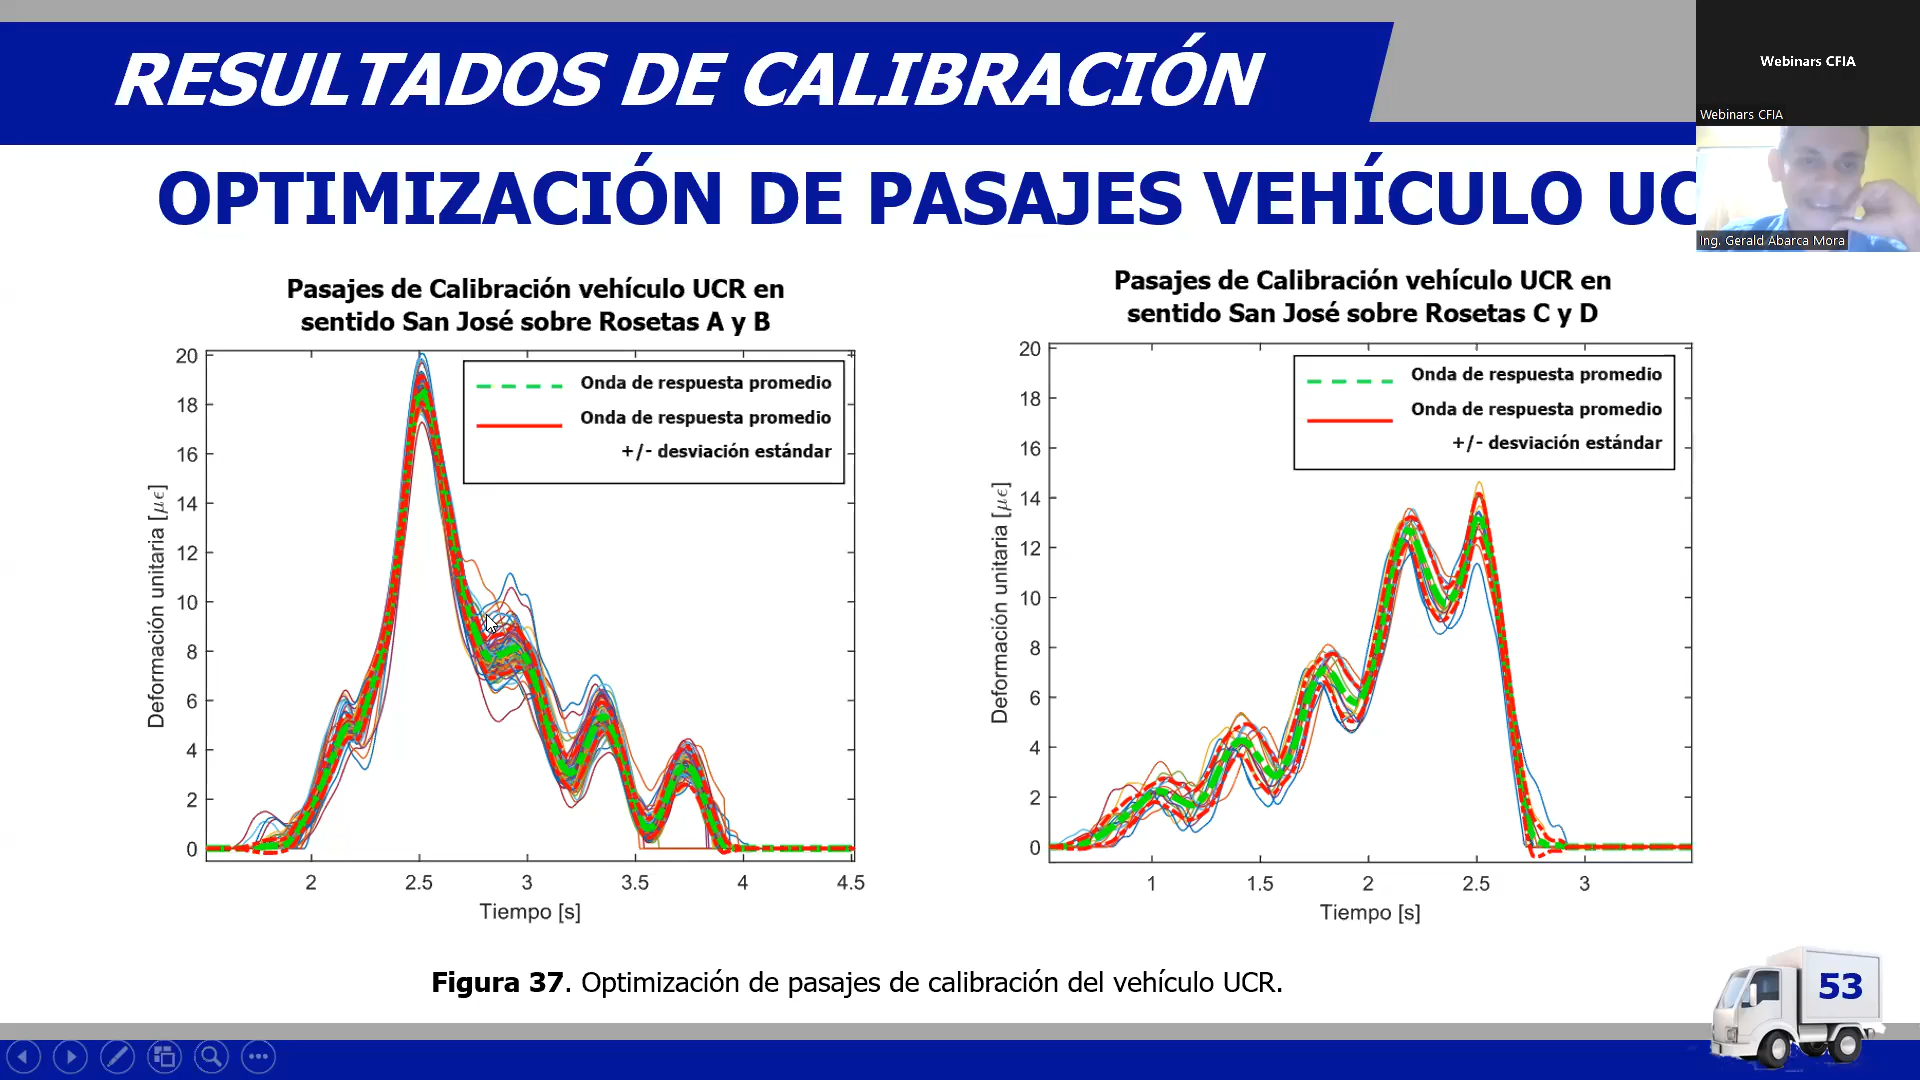 RESULTADOS DE CALIBRACIÓN
Webinars CFIA
Webinars CFIA
Ing. Gerald Abarca Mora
OPTIMIZACIÓN DE PASAJES VEHÍCULO UC
Pasajes de Calibración vehículo UCR en
sentido San José sobre Rosetas A y B
Onda de respuesta promedio
Onda de respuesta promedio
+/- desviación estándar
Deformación unitaria [με]
20
18
16
14
12
10
8
6
4
2
0
2
2.5
3
3.5
4
4.5
Tiempo [s]
Pasajes de Calibración vehículo UCR en
sentido San José sobre Rosetas C y D
Onda de respuesta promedio
Onda de respuesta promedio
+/- desviación estándar
Deformación unitaria [με]
20
18
16
14
12
10
8
6
4
2
0
1
1.5
2
2.5
3
Tiempo [s]
Figura 37. Optimización de pasajes de calibración del vehículo UCR.
53